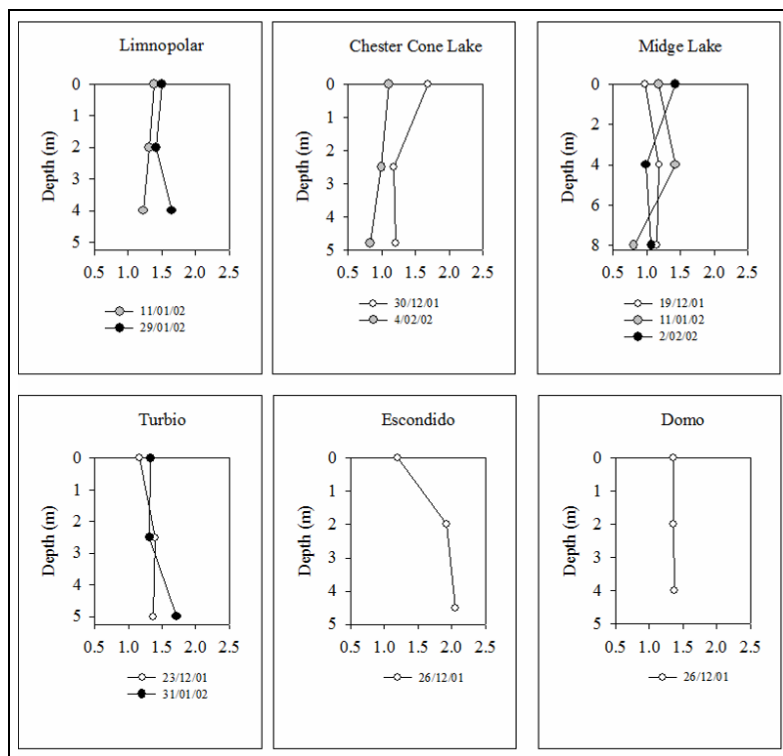 Limnopolar
0
1
2
3
4
5
Depth (m)
0.5 1.0 1.5 2.0 2.5
11/01/02
29/01/02
Chester Cone Lake
0
1
2
3
4
5
Depth (m)
0.5 1.0 1.5 2.0 2.5
30/12/01
4/02/02
Midge Lake
0
2
4
6
8
Depth (m)
0.5 1.0 1.5 2.0 2.5
19/12/01
11/01/02
2/02/02
Turbio
0
1
2
3
4
5
Depth (m)
0.5 1.0 1.5 2.0 2.5
23/12/01
31/01/02
Escondido
0
1
2
3
4
5
Depth (m)
0.5 1.0 1.5 2.0 2.5
26/12/01
Domo
0
1
2
3
4
5
Depth (m)
0.5 1.0 1.5 2.0 2.5
26/12/01